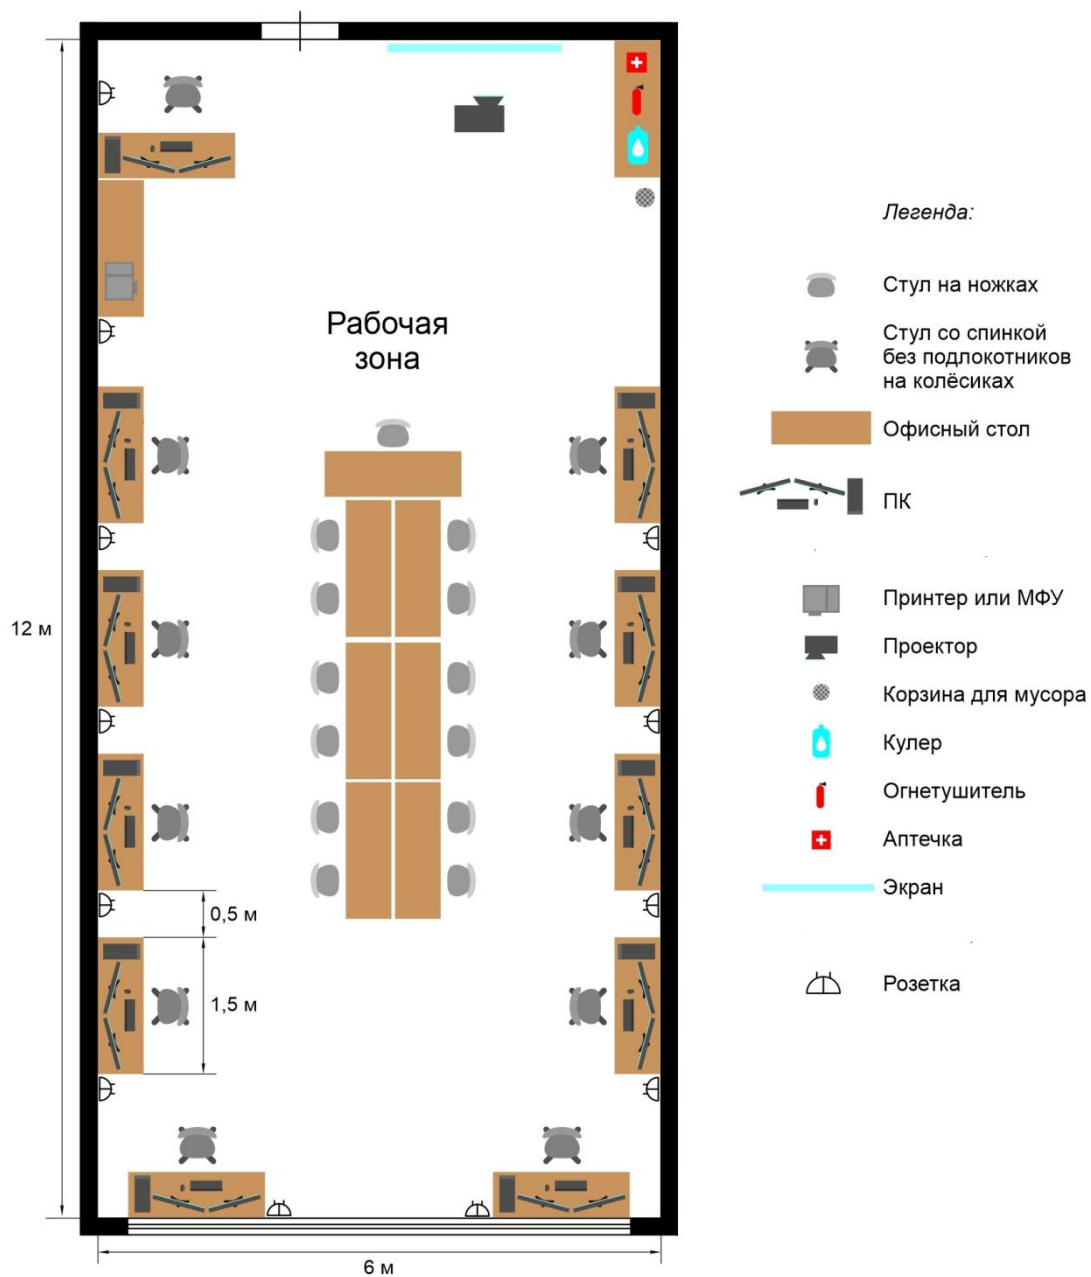 Рабочая
зона
12 м
0,5 м
1,5 м
6 м
Легенда:
Стул на ножках
Стул со спинкой
без подлокотников
на колёсиках
Офисный стол
ПК
Принтер или МФУ
Проектор
Корзина для мусора
Кулер
Огнетушитель
Аптечка
Экран
Розетка